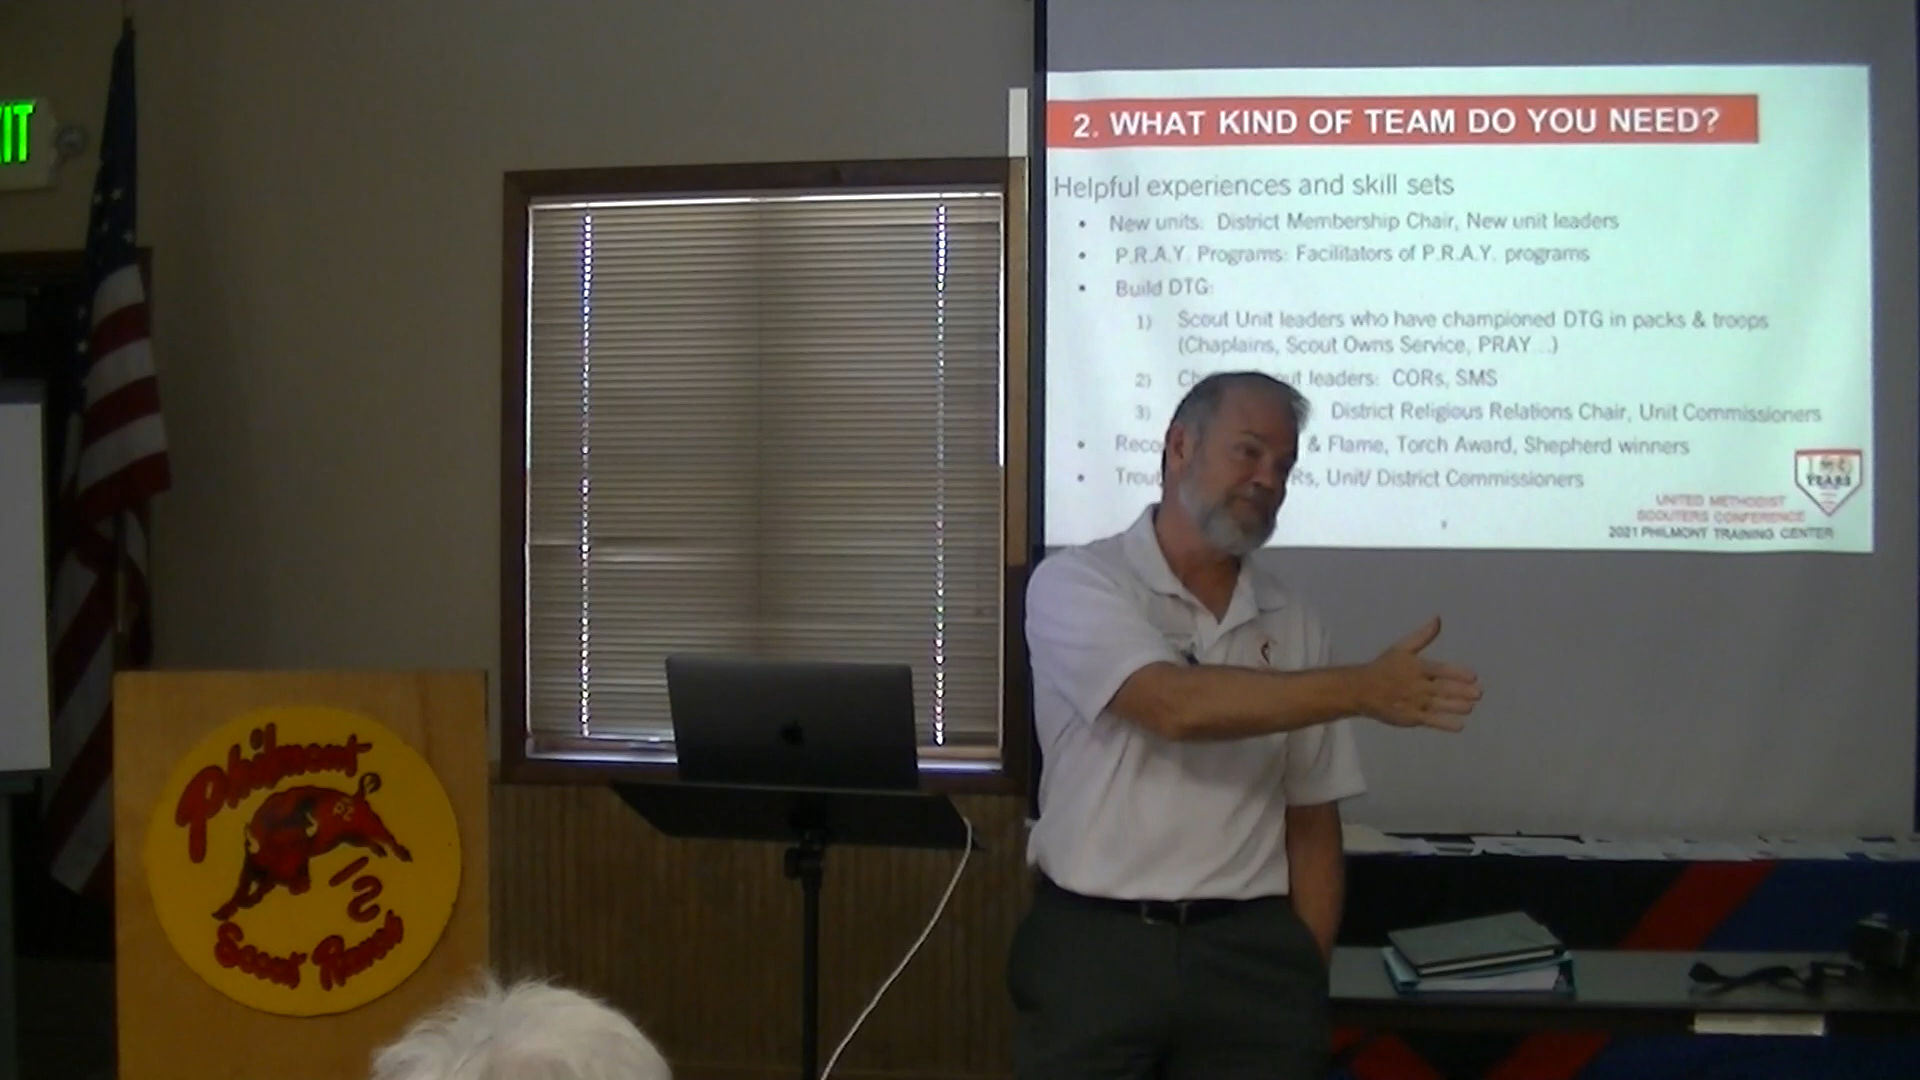 XIT
2. WHAT KIND OF TEAM DO YOU NEED?
Helpful experiences and skill sets
• New units: District Membership Chair, New unit leaders
• P.R.A.Y. Programs: Facilitators of P.R.A.Y. programs
• Build DTG:
1) Scout Unit leaders who have championed DTG in packs & troops
(Chaplains, Scout Owns Service, PRAY...)
2) leaders: CORs, SMS
3) District Religious Relations Chair, Unit Commissioners
• & Flame, Torch Award, Shepherd winners
• Unit/ District Commissioners
YEARS
UNITED METHODIST
SCOUTERS CONFERENCE
2021 PHILMONT TRAINING CENTER
Philmont
Scout Ranch